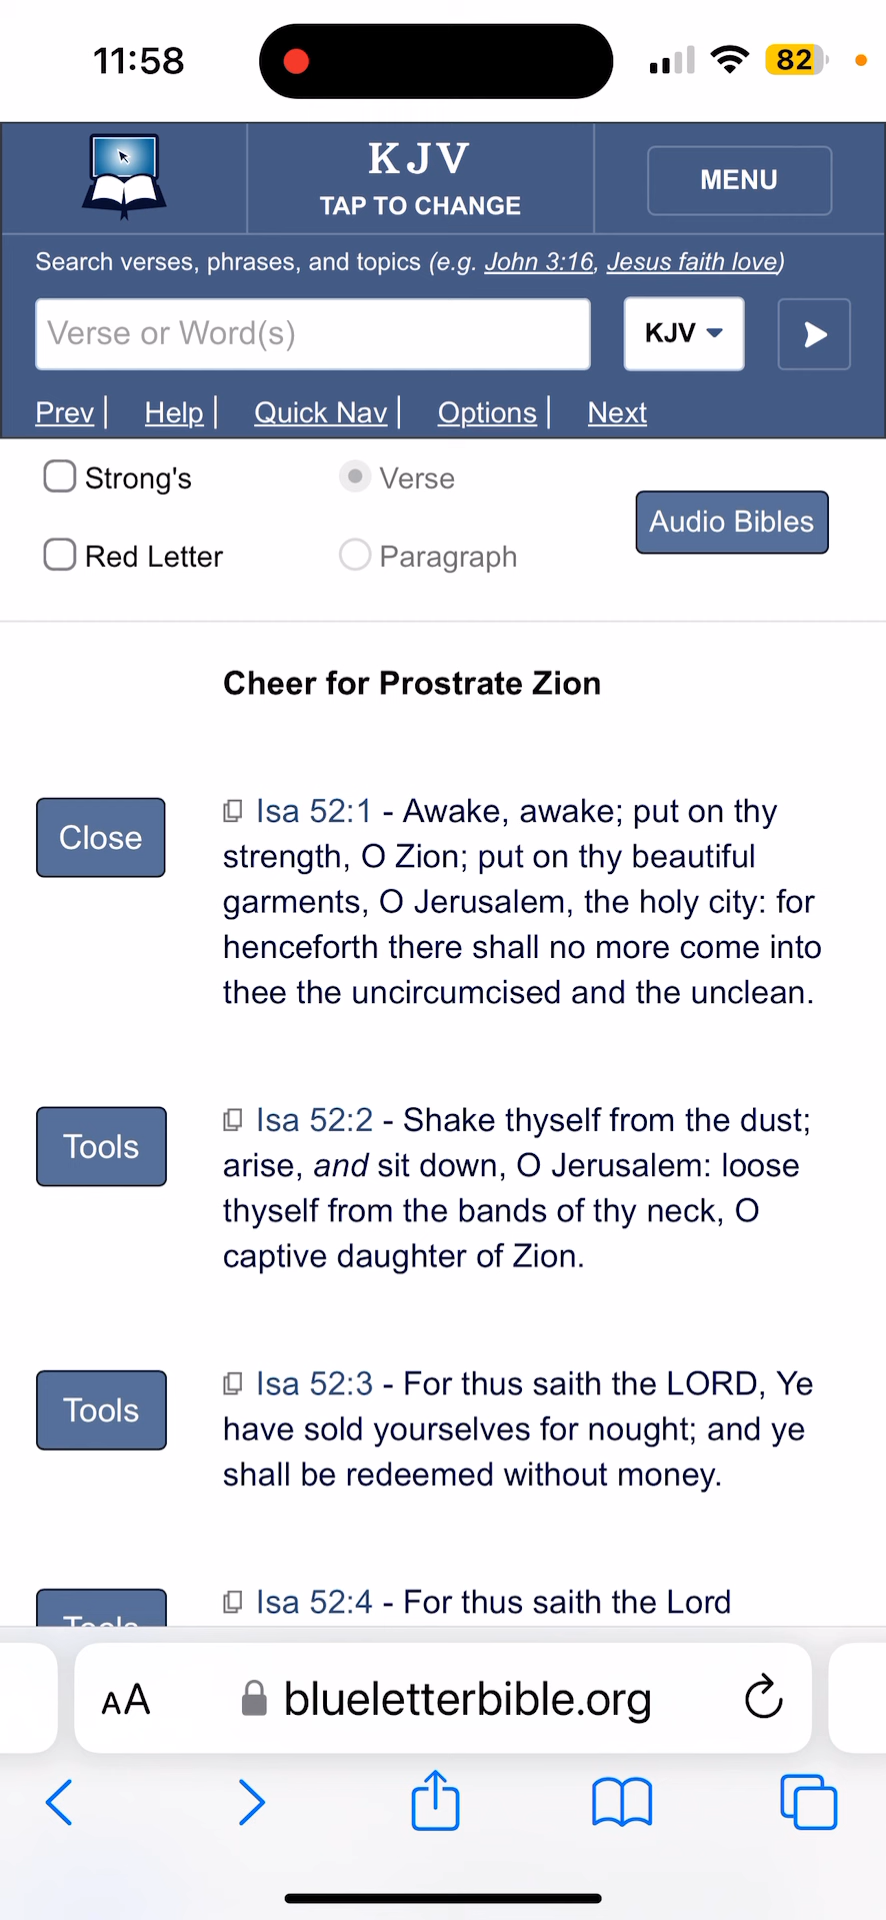 11:58
82
KJV
TAP TO CHANGE
MENU
Search verses, phrases, and topics (e.g. John 3:16, Jesus faith love)
Verse or Word(s)
KJV
Prev | Help | Quick Nav | Options | Next
Strong's
Verse
Audio Bibles
Red Letter
Paragraph
Cheer for Prostrate Zion
Close
Isa 52:1 - Awake, awake; put on thy
strength, O Zion; put on thy beautiful
garments, O Jerusalem, the holy city: for
henceforth there shall no more come into
thee the uncircumcised and the unclean.
Tools
Isa 52:2 - Shake thyself from the dust;
arise, and sit down, O Jerusalem: loose
thyself from the bands of thy neck, O
captive daughter of Zion.
Tools
Isa 52:3 - For thus saith the LORD, Ye
have sold yourselves for nought; and ye
shall be redeemed without money.
Tools
Isa 52:4 - For thus saith the Lord
AA
blueletterbible.org